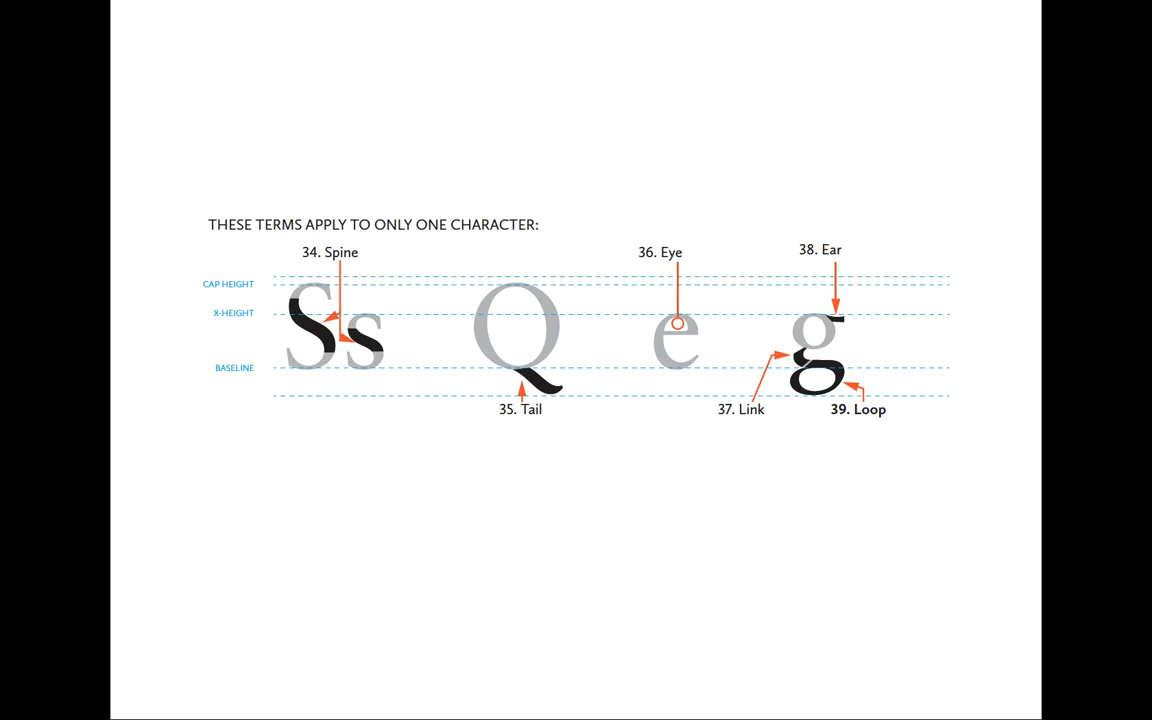 THESE TERMS APPLY TO ONLY ONE CHARACTER:
34. Spine
36. Eye
38. Ear
CAP HEIGHT
X-HEIGHT
BASELINE
Ss Q e g
35. Tail
37. Link
39. Loop